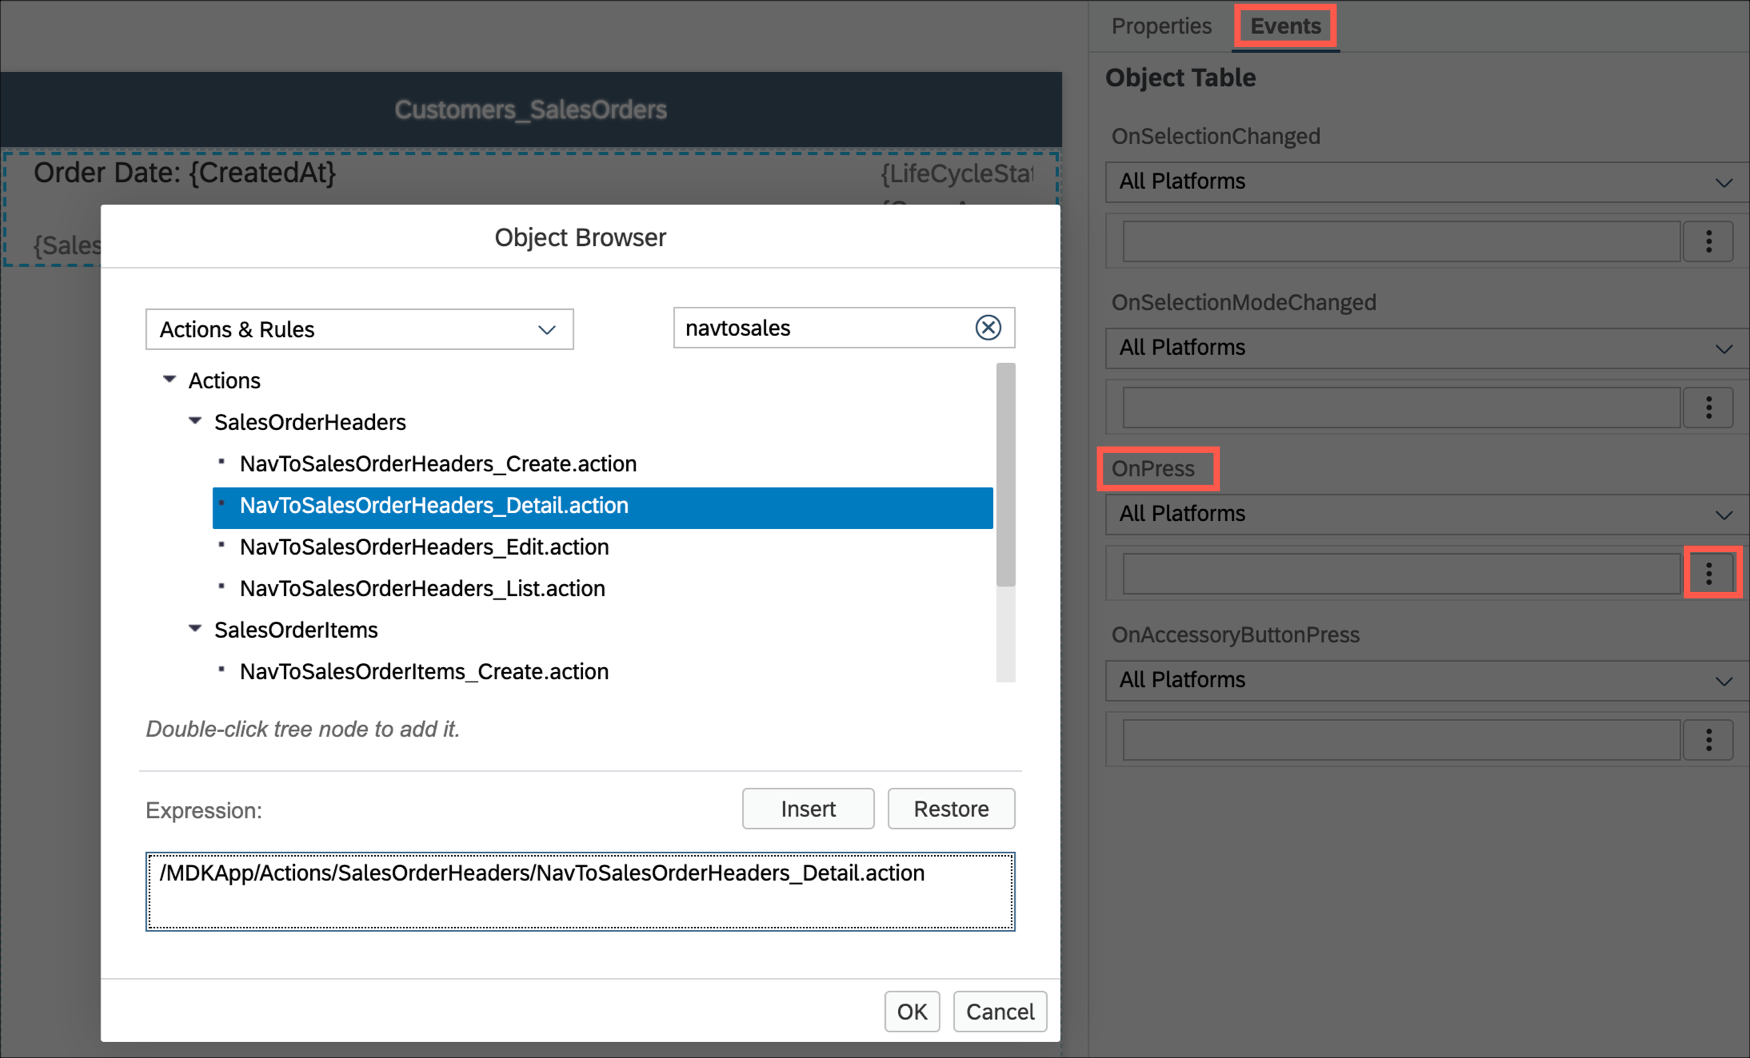 Properties
Events
Object Table
Customers_SalesOrders
OnSelectionChanged
All Platforms
Order Date: {CreatedAt}
{LifeCycleStat
{Sales
OnSelectionModeChanged
All Platforms
OnPress
All Platforms
OnAccessoryButtonPress
All Platforms
Object Browser
Actions & Rules
navtosales
Actions
SalesOrderHeaders
NavToSalesOrderHeaders_Create.action
NavToSalesOrderHeaders_Detail.action
NavToSalesOrderHeaders_Edit.action
NavToSalesOrderHeaders_List.action
SalesOrderItems
NavToSalesOrderItems_Create.action
Double-click tree node to add it.
Expression:
Insert
Restore
/MDKApp/Actions/SalesOrderHeaders/NavToSalesOrderHeaders_Detail.action
OK
Cancel